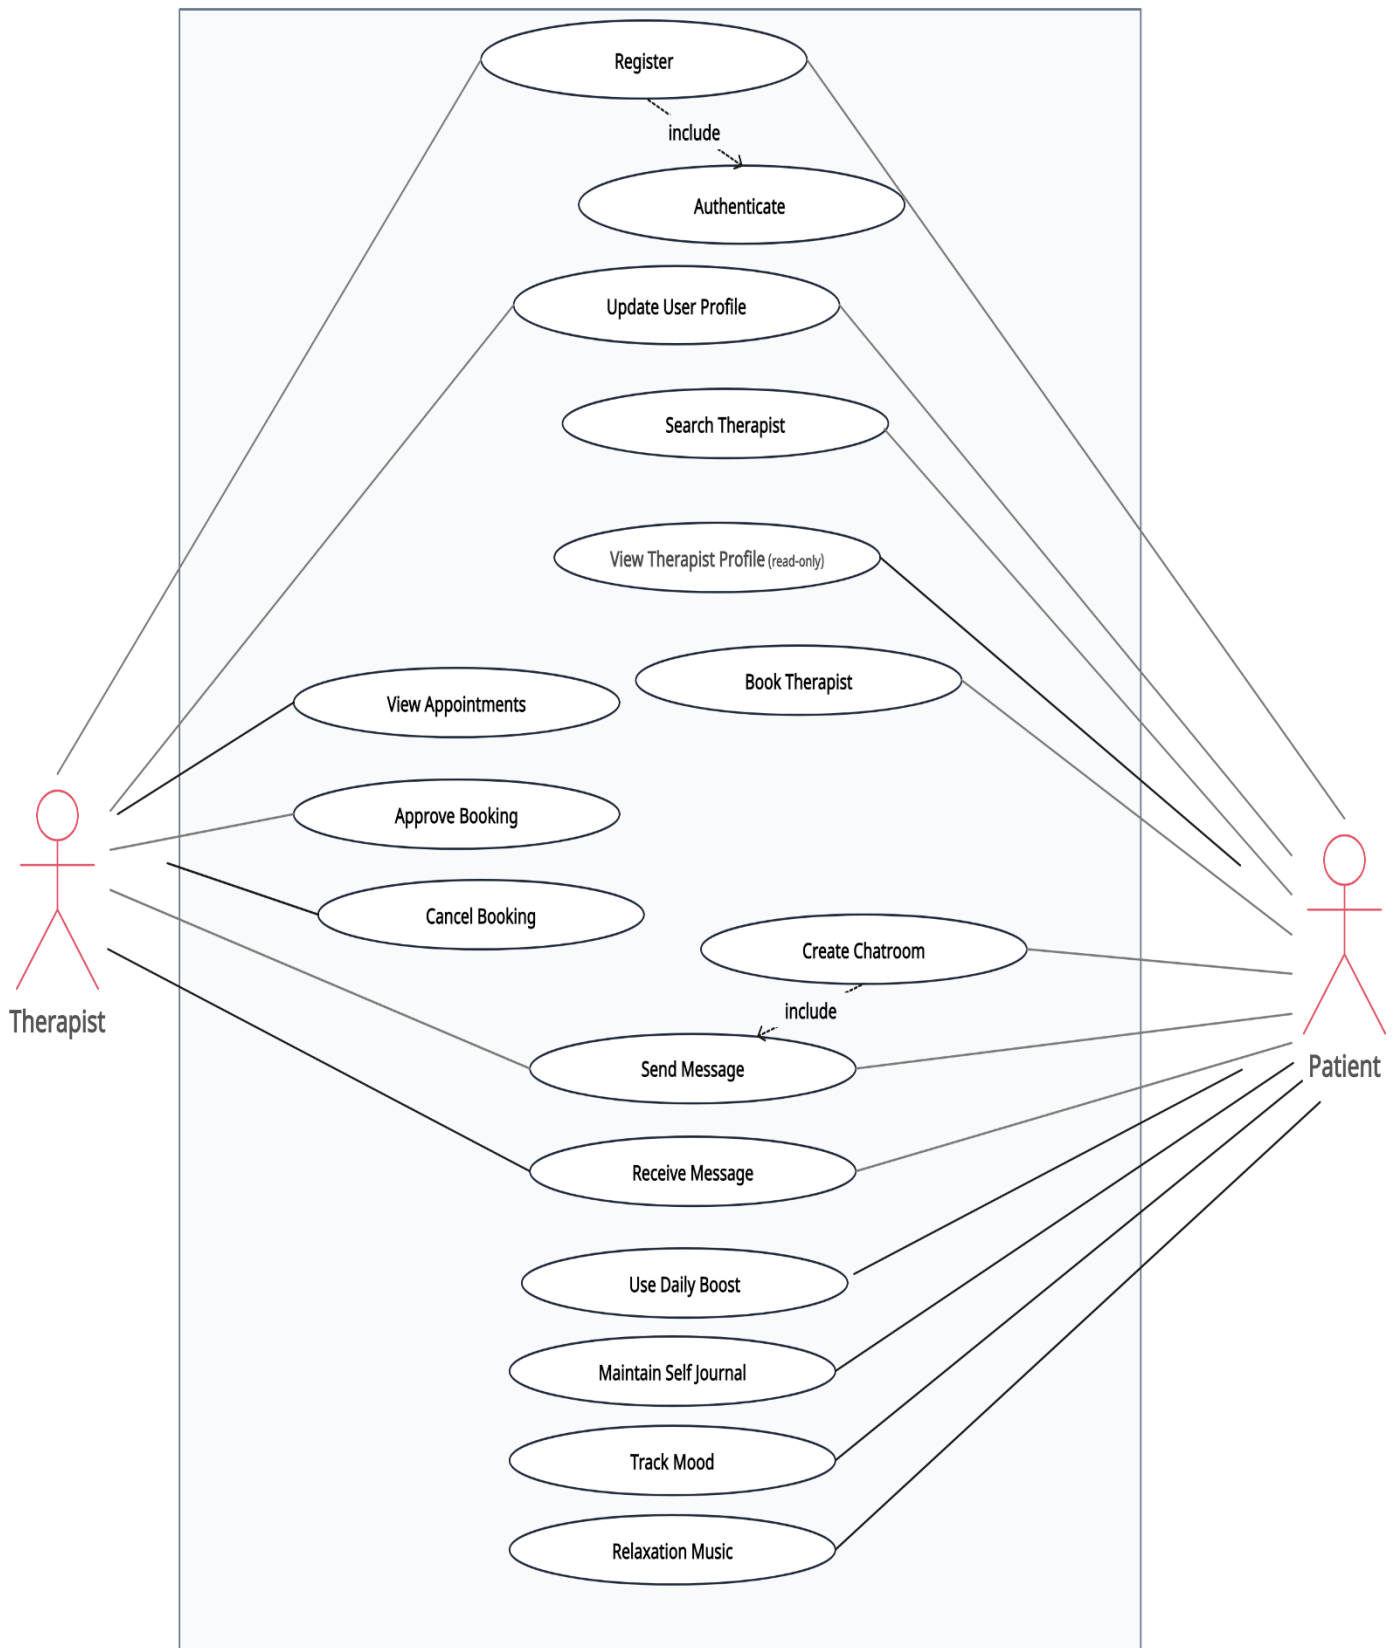 Register
include
Authenticate
Update User Profile
Search Therapist
View Therapist Profile (read-only)
Book Therapist
View Appointments
Approve Booking
Cancel Booking
Create Chatroom
include
Therapist
Send Message
Patient
Receive Message
Use Daily Boost
Maintain Self Journal
Track Mood
Relaxation Music